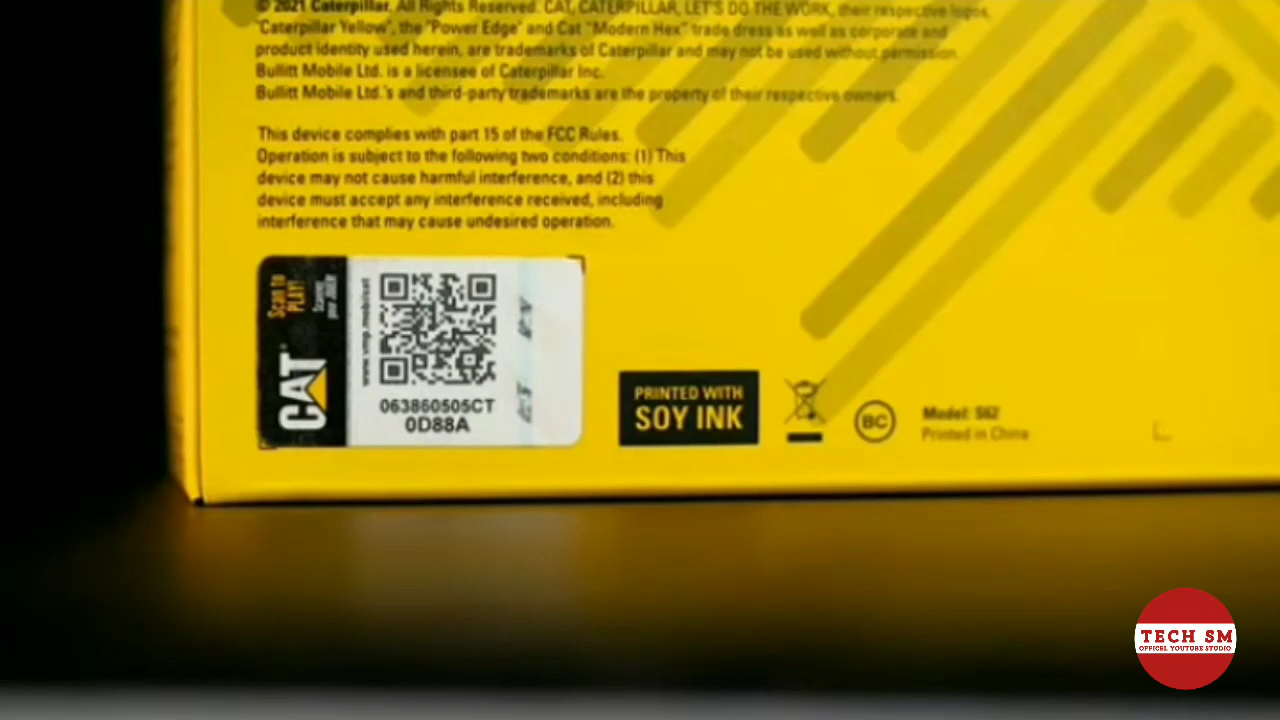 © 2021 Caterpillar. All Rights Reserved. CAT, CATERPILLAR, LET'S DO THE WORK, their respective logos,
"Caterpillar Yellow", the "Power Edge" and Cat "Modern Hex" trade dress as well as corporate and
product identity used herein, are trademarks of Caterpillar and may not be used without permission.
Bullitt Mobile Ltd. is a licensee of Caterpillar Inc.
Bullitt Mobile Ltd.'s and third-party trademarks are the property of their respective owners.
This device complies with part 15 of the FCC Rules.
Operation is subject to the following two conditions: (1) This
device may not cause harmful interference, and (2) this
device must accept any interference received, including
interference that may cause undesired operation.
Scan to
PLAY!
CAT
063860505CT
0D88A
PRINTED WITH
SOY INK
BC
Model: S62
Printed in China
TECH SM
OFFICEL YOUTUBE STUDIO